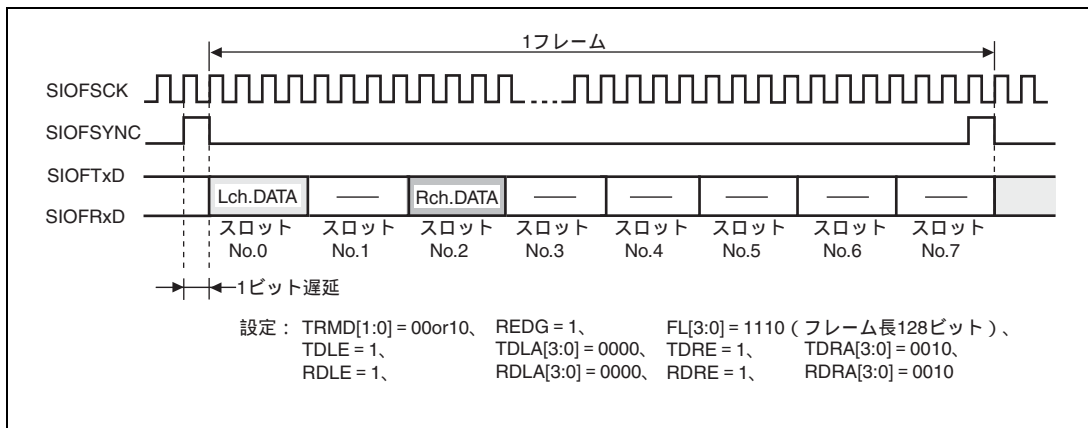 1フレーム
SIOFSCK
SIOFSYNC
SIOFTxD
SIOFRxD
Lch.DATA
Rch.DATA
スロット スロット スロット スロット スロット スロット スロット スロット
No.0 No.1 No.2 No.3 No.4 No.5 No.6 No.7
1ビット遅延
設定： TRMD[1:0] = 00or10、 REDG = 1、 FL[3:0] = 1110（フレーム長128ビット）、
TDLE = 1、 TDLA[3:0] = 0000、 TDRE = 1、 TDRA[3:0] = 0010、
RDLE = 1、 RDLA[3:0] = 0000、 RDRE = 1、 RDRA[3:0] = 0010